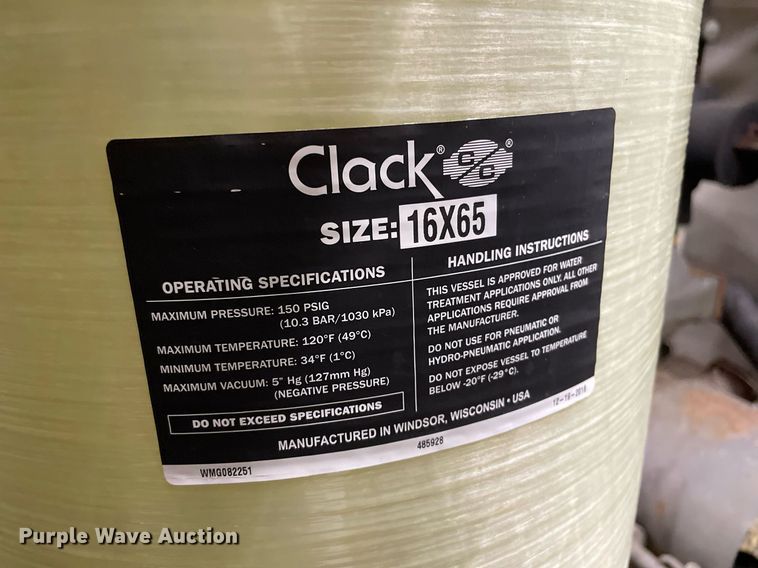 Clack® C/C®
SIZE: 16X65
OPERATING SPECIFICATIONS
MAXIMUM PRESSURE: 150 PSIG
(10.3 BAR/1030 kPa)
MAXIMUM TEMPERATURE: 120°F (49°C)
MINIMUM TEMPERATURE: 34°F (1°C)
MAXIMUM VACUUM: 5" Hg (127mm Hg)
(NEGATIVE PRESSURE)
DO NOT EXCEED SPECIFICATIONS
HANDLING INSTRUCTIONS
THIS VESSEL IS APPROVED FOR WATER
TREATMENT APPLICATIONS ONLY, ALL OTHER
APPLICATIONS REQUIRE APPROVAL FROM
THE MANUFACTURER.
DO NOT USE FOR PNEUMATIC OR
HYDRO-PNEUMATIC APPLICATION.
DO NOT EXPOSE VESSEL TO TEMPERATURE
BELOW -20°F (-29°C).
MANUFACTURED IN WINDSOR, WISCONSIN • USA
WMG082251
485928
Purple Wave Auction